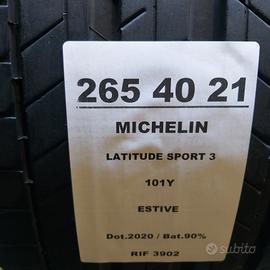 265 40 21
MICHELIN
LATITUDE SPORT 3
101Y
ESTIVE
Dot.2020 / Bat.90%
RIF 3902
subito